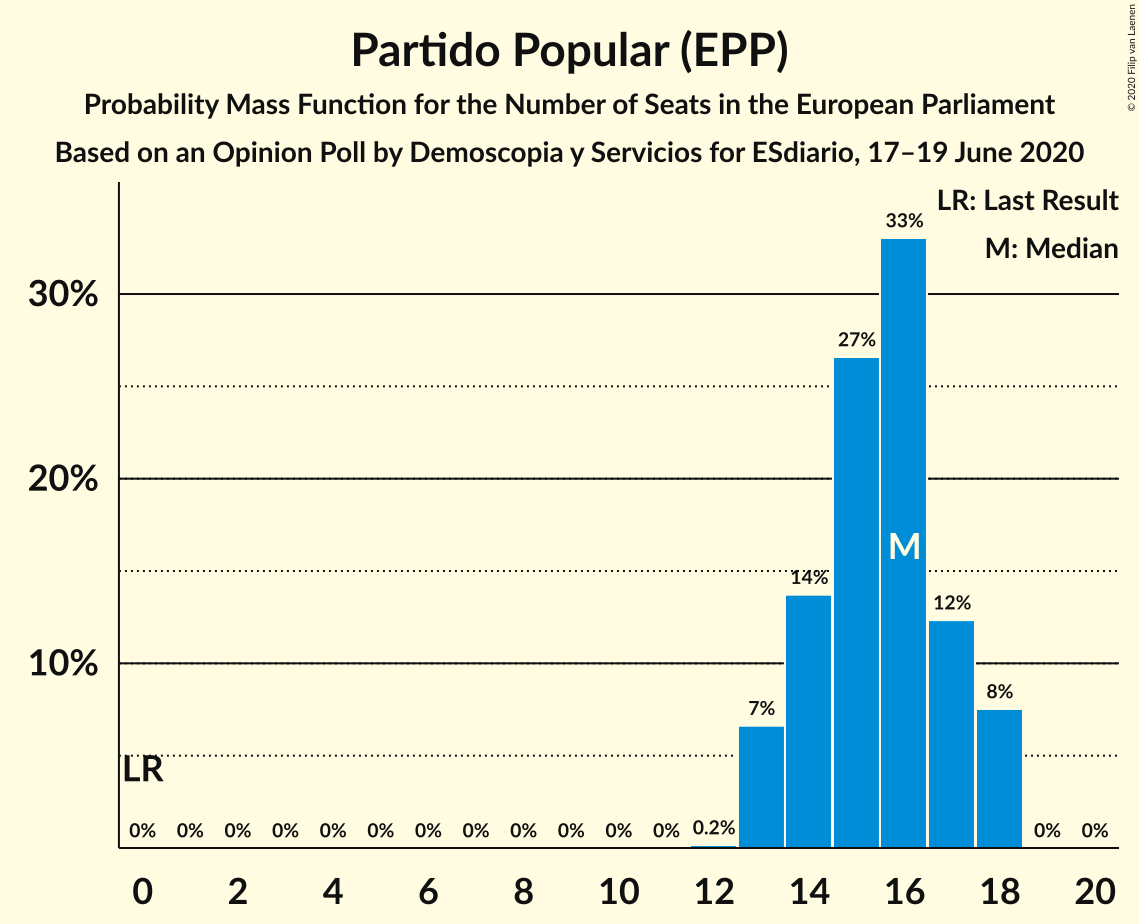 Partido Popular (EPP)
Probability Mass Function for the Number of Seats in the European Parliament
Based on an Opinion Poll by Demoscopia y Servicios for ESdiario, 17–19 June 2020
© 2020 Filip van Laenen
LR: Last Result
M: Median
30%
20%
10%
LR
M
0% 0% 0% 0% 0% 0% 0% 0% 0% 0% 0% 0% 0.2% 7% 14% 27% 33% 12% 8% 0% 0%
0 2 4 6 8 10 12 14 16 18 20